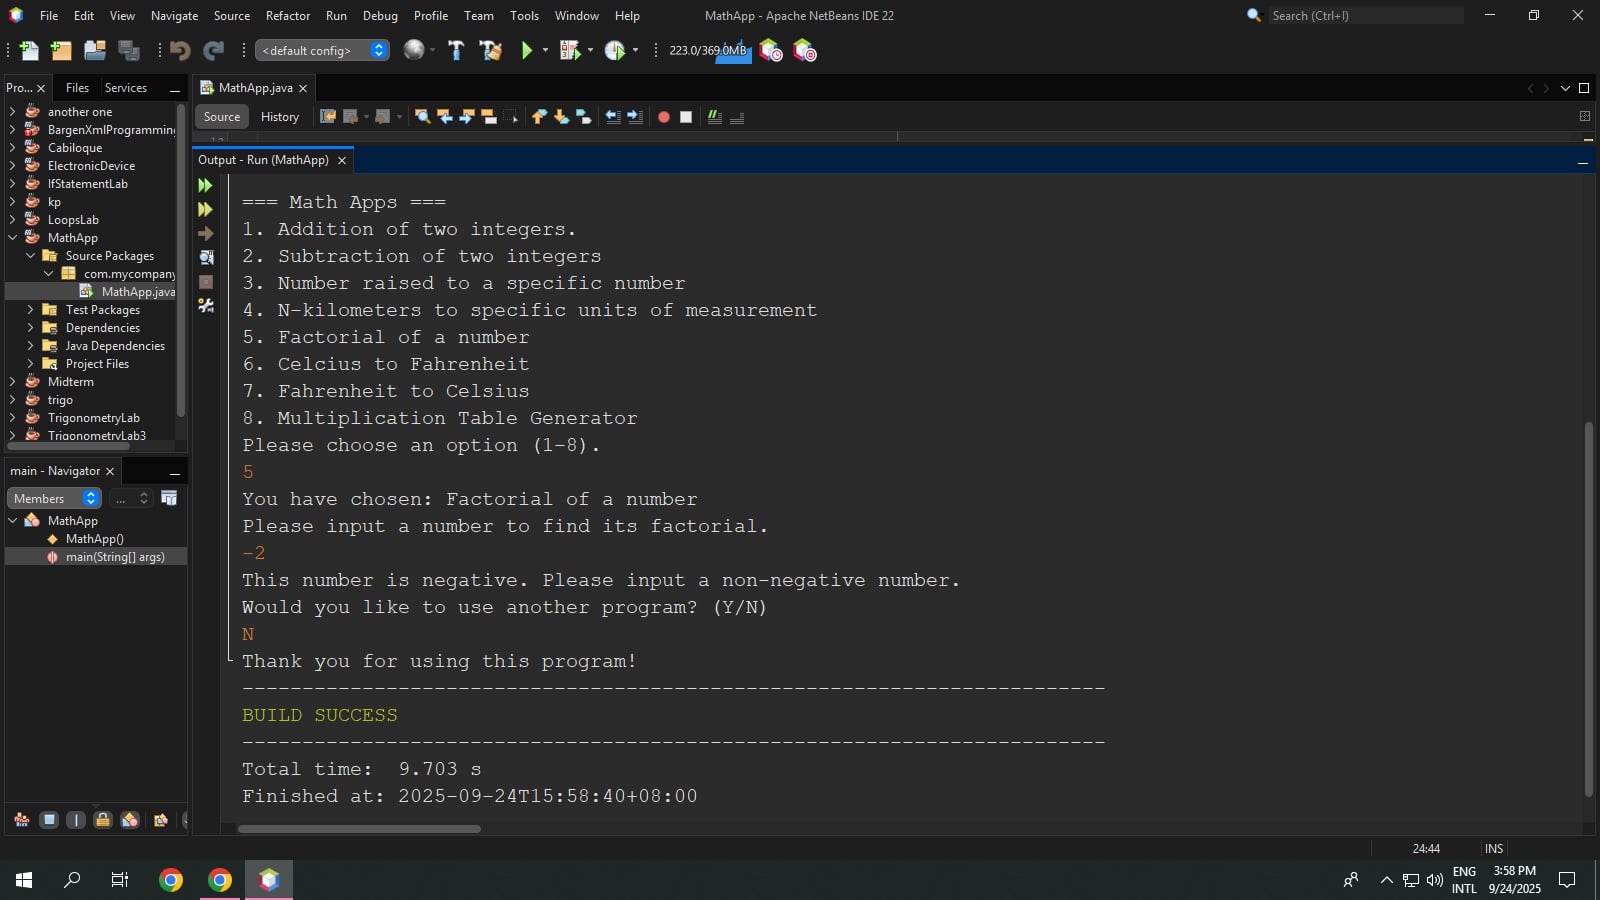 File Edit View Navigate Source Refactor Run Debug Profile Team Tools Window Help MathApp - Apache NetBeans IDE 22 Search (Ctrl+I)
<default config> 223.0/369.0MB
Pro... Files Services MathApp.java
Source History
another one
BargenXmlProgramming
Cabiloque
ElectronicDevice
IfStatementLab
kp
LoopsLab
MathApp
Source Packages
com.mycompany
MathApp.java
Test Packages
Dependencies
Java Dependencies
Project Files
Midterm
trigo
TrigonometryLab
TrigonometryLab3
main - Navigator
Members ...
MathApp
MathApp()
main(String[] args)
Output - Run (MathApp)
=== Math Apps ===
1. Addition of two integers.
2. Subtraction of two integers
3. Number raised to a specific number
4. N-kilometers to specific units of measurement
5. Factorial of a number
6. Celcius to Fahrenheit
7. Fahrenheit to Celsius
8. Multiplication Table Generator
Please choose an option (1-8).
5
You have chosen: Factorial of a number
Please input a number to find its factorial.
-2
This number is negative. Please input a non-negative number.
Would you like to use another program? (Y/N)
N
Thank you for using this program!
------------------------------------------------------------------------
BUILD SUCCESS
------------------------------------------------------------------------
Total time:  9.703 s
Finished at: 2025-09-24T15:58:40+08:00
24:44 INS
ENG 3:58 PM
INTL 9/24/2025